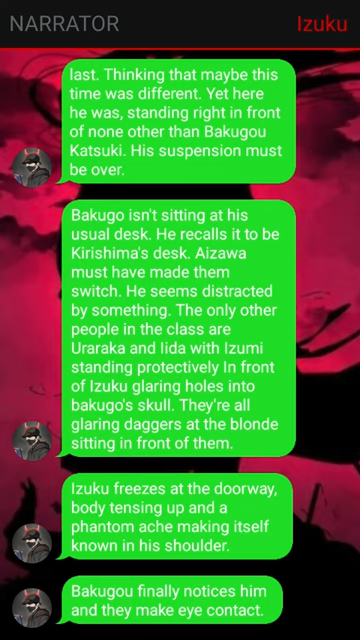 NARRATOR
Izuku
last. Thinking that maybe this
time was different. Yet here
he was, standing right in front
of none other than Bakugou
Katsuki. His suspension must
be over.
Bakugo isn't sitting at his
usual desk. He recalls it to be
Kirishima's desk. Aizawa
must have made them
switch. He seems distracted
by something. The only other
people in the class are
Uraraka and Iida with Izumi
standing protectively In front
of Izuku glaring holes into
bakugo's skull. They're all
glaring daggers at the blonde
sitting in front of them.
Izuku freezes at the doorway,
body tensing up and a
phantom ache making itself
known in his shoulder.
Bakugou finally notices him
and they make eye contact.